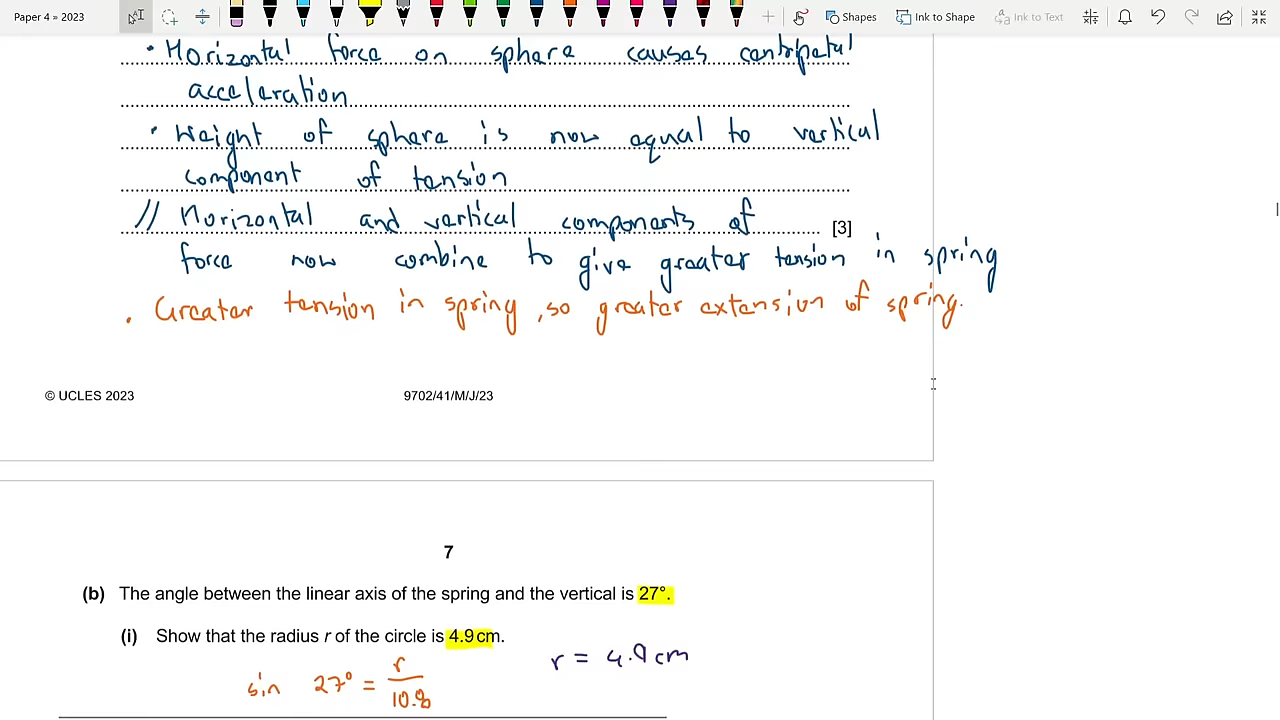 Paper 4 » 2023
Shapes
Ink to Shape
Ink to Text
• Horizontal force on sphere causes centripetal
acceleration
• Weight of sphere is now equal to vertical
component of tension
// Horizontal and vertical components of
[3]
force now combine to give greater tension in spring
• Greater tension in spring, so greater extension of spring.
© UCLES 2023
9702/41/M/J/23
7
(b) The angle between the linear axis of the spring and the vertical is 27°.
(i) Show that the radius r of the circle is 4.9 cm.
r = 4.9 cm
sin 27° = r / 10.8